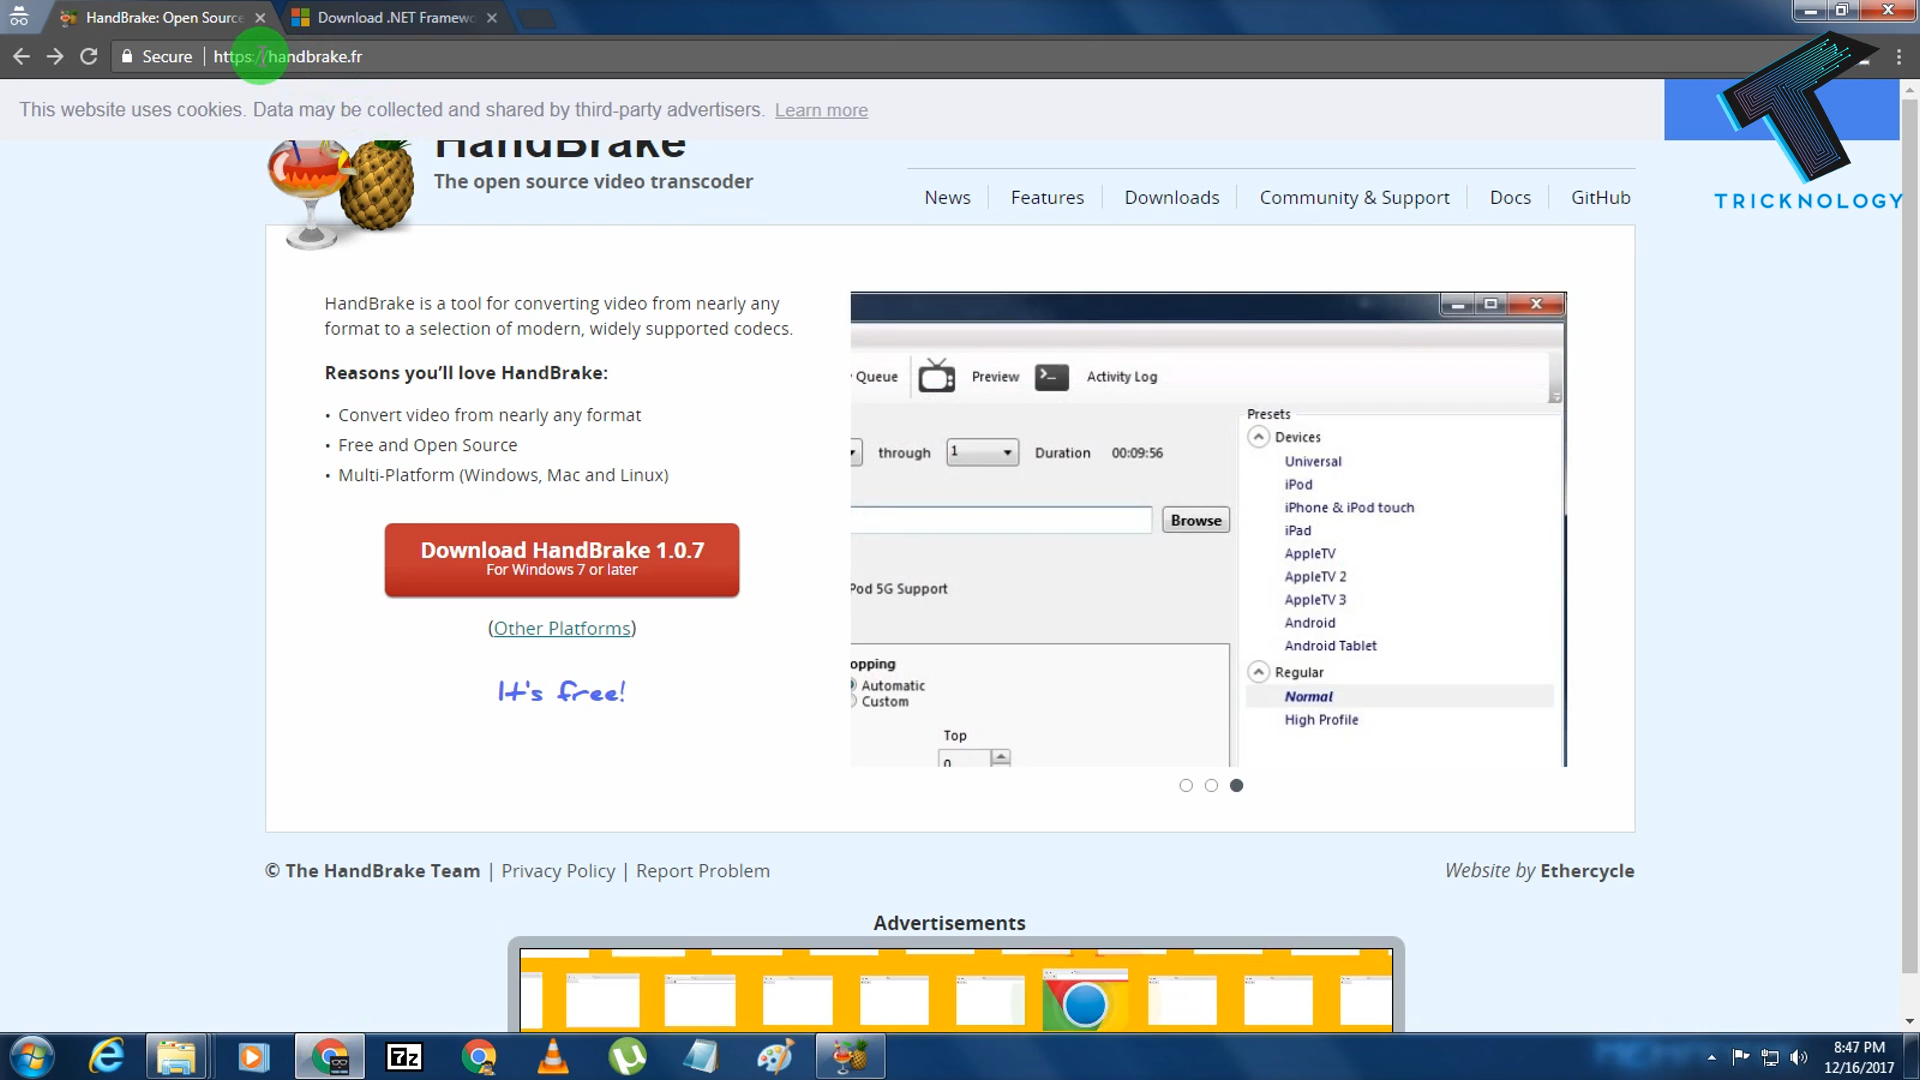 HandBrake: Open Source
Download .NET Framewo
Secure
https://handbrake.fr
This website uses cookies. Data may be collected and shared by third-party advertisers. Learn more
HandBrake
The open source video transcoder
News
Features
Downloads
Community & Support
Docs
GitHub
TRICKNOLOGY
HandBrake is a tool for converting video from nearly any
format to a selection of modern, widely supported codecs.
Reasons you’ll love HandBrake:
• Convert video from nearly any format
• Free and Open Source
• Multi-Platform (Windows, Mac and Linux)
Download HandBrake 1.0.7
For Windows 7 or later
(Other Platforms)
It's free!
Queue
Preview
Activity Log
through
1
Duration
00:09:56
Browse
Pod 5G Support
opping
Automatic
Custom
Top
0
Presets
Devices
Universal
iPod
iPhone & iPod touch
iPad
AppleTV
AppleTV 2
AppleTV 3
Android
Android Tablet
Regular
Normal
High Profile
© The HandBrake Team | Privacy Policy | Report Problem
Website by Ethercycle
Advertisements
7z
8:47 PM
12/16/2017